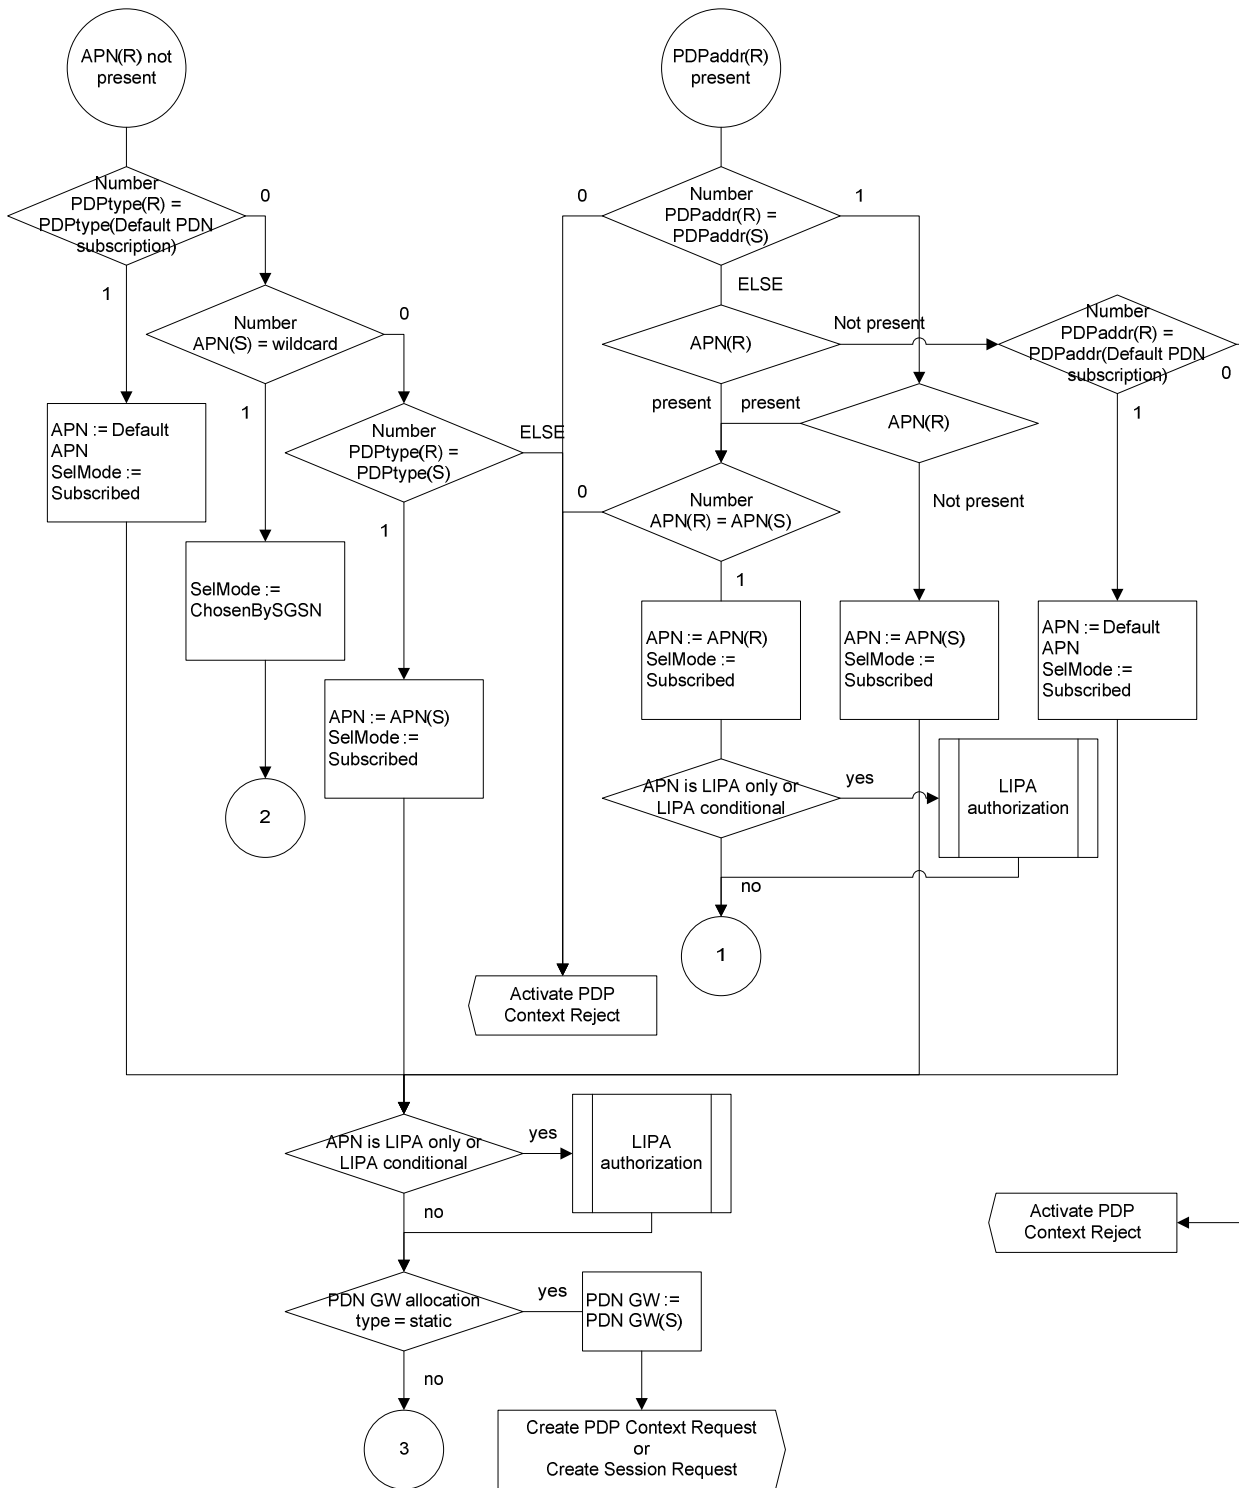 APN(R) not
present
PDPaddr(R)
present
Number
PDPtype(R) =
PDPtype(Default PDN
subscription)
0
1
Number
PDPaddr(R) =
PDPaddr(S)
0
1
ELSE
Number
APN(S) = wildcard
0
1
APN(R)
Not present
present
Number
PDPaddr(R) =
PDPaddr(Default PDN
subscription)
0
1
APN(R)
present
Not present
APN := Default
APN
SelMode :=
Subscribed
Number
PDPtype(R) =
PDPtype(S)
ELSE
1
Number
APN(R) = APN(S)
0
1
SelMode :=
ChosenBySGSN
APN := APN(R)
SelMode :=
Subscribed
APN := APN(S)
SelMode :=
Subscribed
APN := Default
APN
SelMode :=
Subscribed
APN := APN(S)
SelMode :=
Subscribed
2
APN is LIPA only or
LIPA conditional
yes
LIPA
authorization
no
1
Activate PDP
Context Reject
APN is LIPA only or
LIPA conditional
yes
LIPA
authorization
no
Activate PDP
Context Reject
PDN GW allocation
type = static
yes
PDN GW :=
PDN GW(S)
no
3
Create PDP Context Request
or
Create Session Request